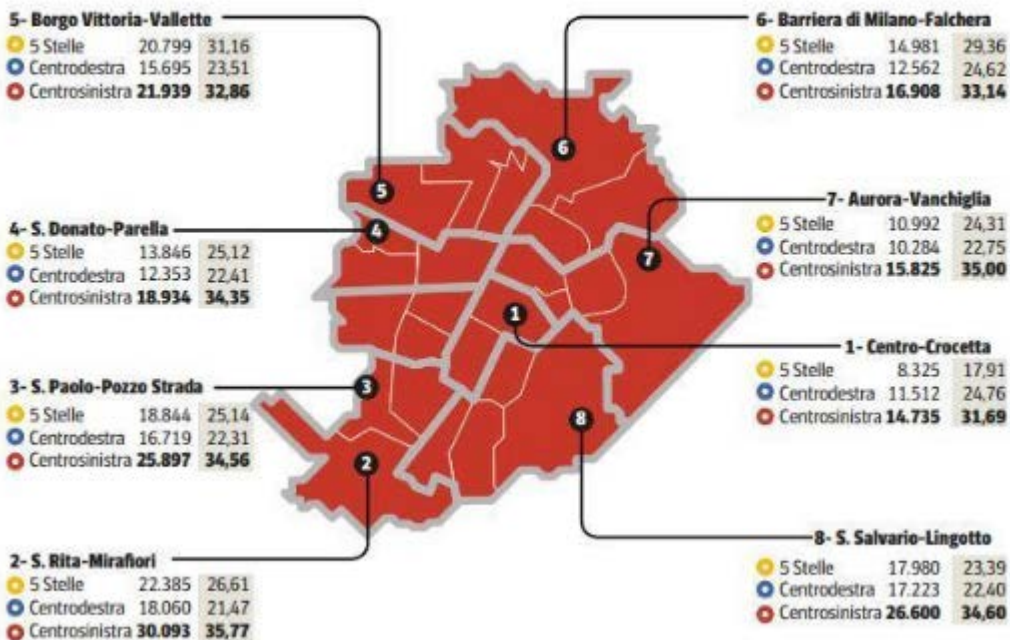 5- Borgo Vittoria-Vallette
5 Stelle 20.799 31,16
Centrodestra 15.695 23,51
Centrosinistra 21.939 32,86
6- Barriera di Milano-Falchera
5 Stelle 14.981 29,36
Centrodestra 12.562 24,62
Centrosinistra 16.908 33,14
4- S. Donato-Parella
5 Stelle 13.846 25,12
Centrodestra 12.353 22,41
Centrosinistra 18.934 34,35
7- Aurora-Vanchiglia
5 Stelle 10.992 24,31
Centrodestra 10.284 22,75
Centrosinistra 15.825 35,00
3- S. Paolo-Pozzo Strada
5 Stelle 18.844 25,14
Centrodestra 16.719 22,31
Centrosinistra 25.897 34,56
1- Centro-Crocetta
5 Stelle 8.325 17,91
Centrodestra 11.512 24,76
Centrosinistra 14.735 31,69
2- S. Rita-Mirafiori
5 Stelle 22.385 26,61
Centrodestra 18.060 21,47
Centrosinistra 30.093 35,77
8- S. Salvario-Lingotto
5 Stelle 17.980 23,39
Centrodestra 17.223 22,40
Centrosinistra 26.600 34,60
6
5
4
7
1
3
8
2